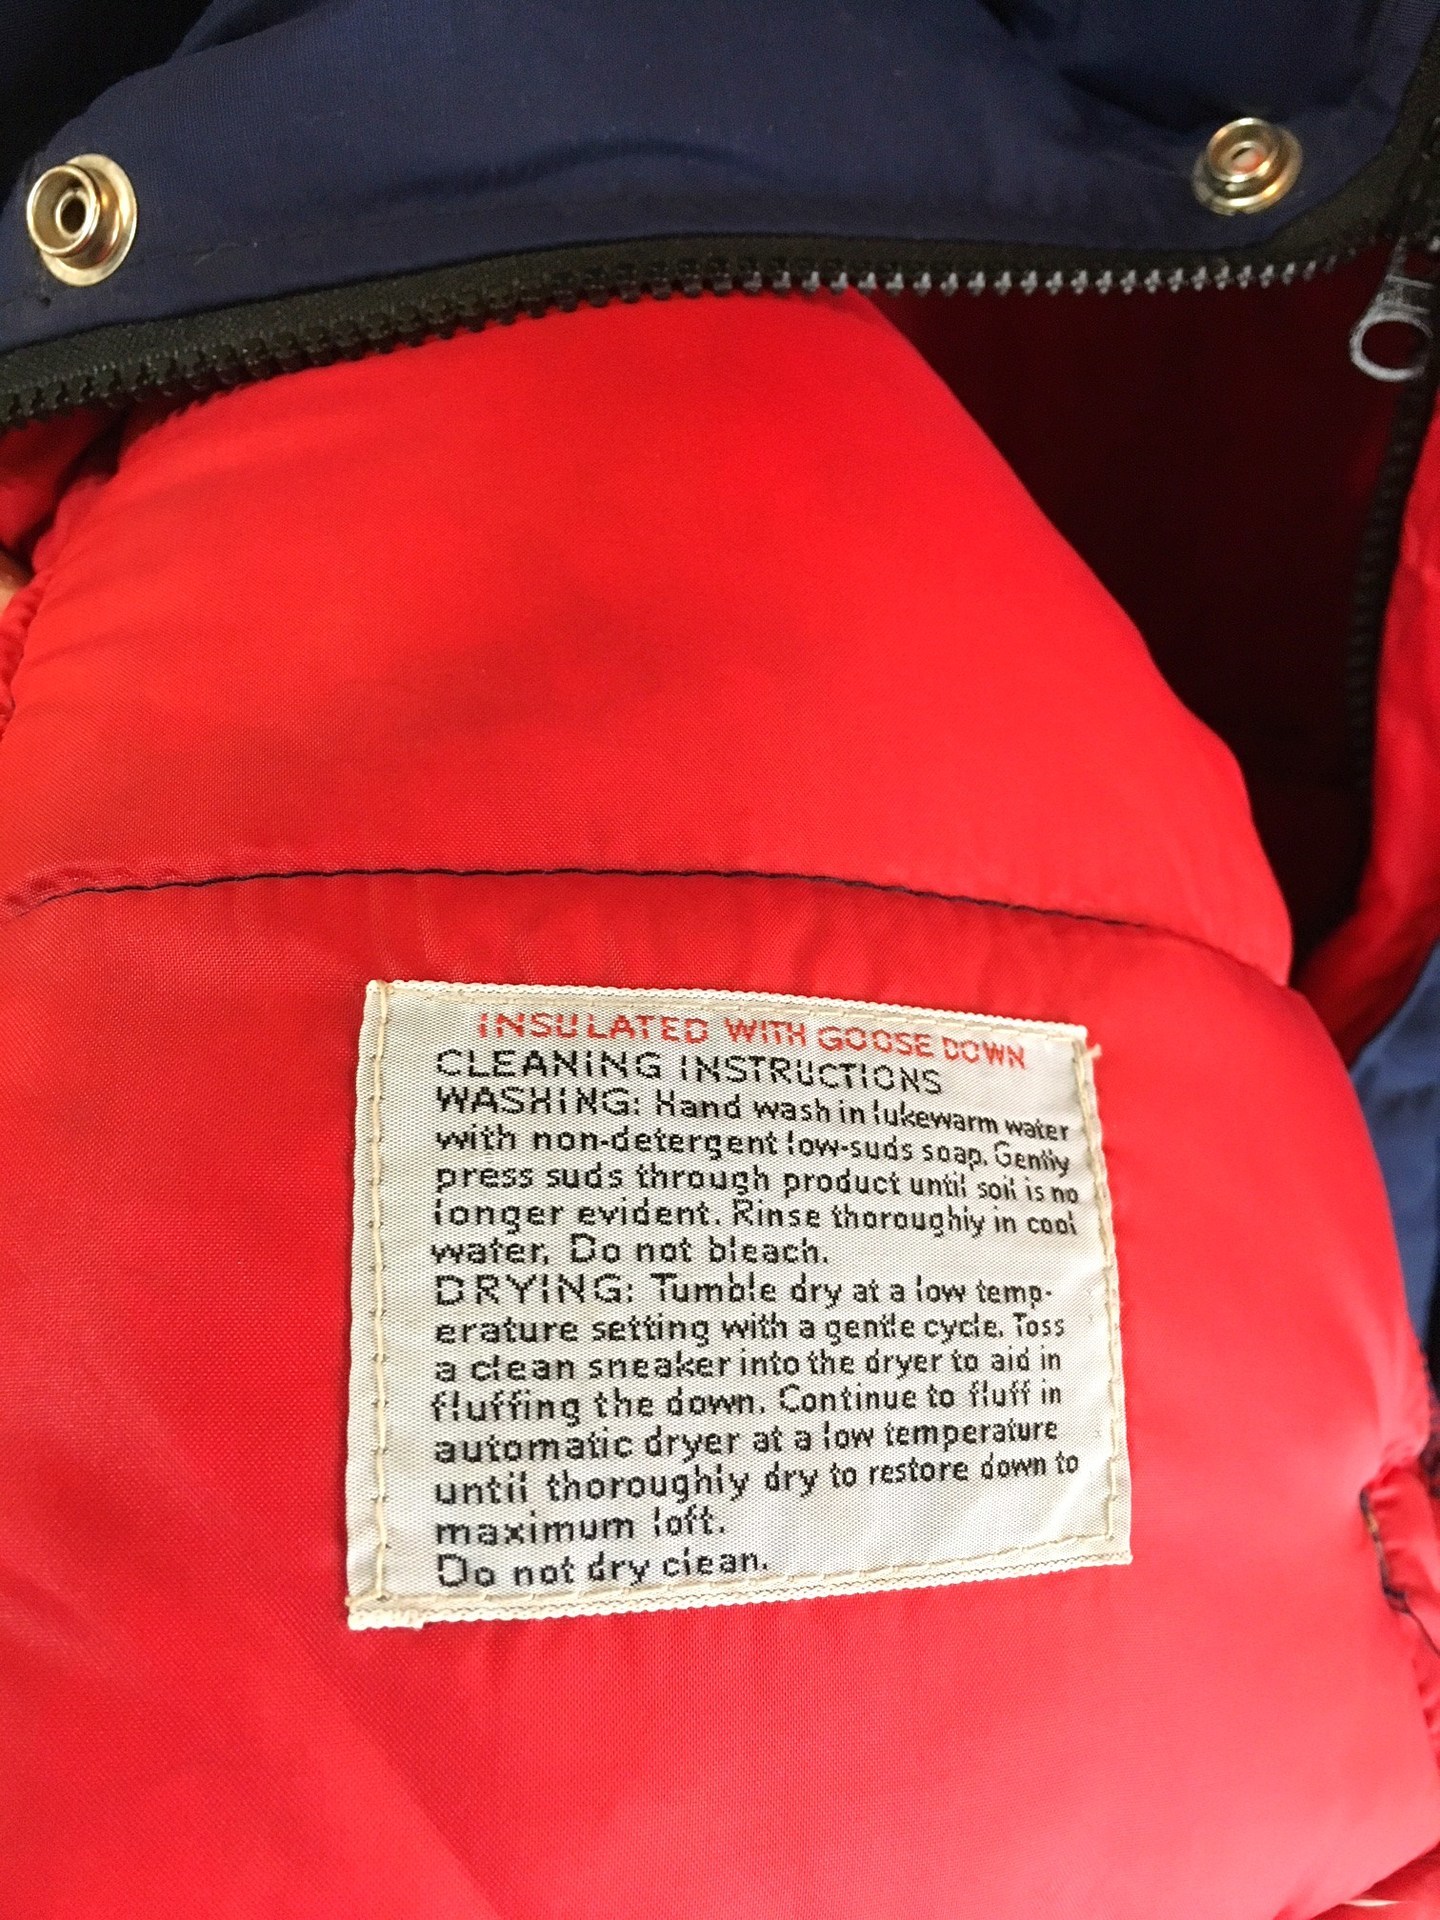 INSULATED WITH GOOSE DOWN
CLEANING INSTRUCTIONS
WASHING: Hand wash in lukewarm water
with non-detergent low-suds soap. Gently
press suds through product until soil is no
longer evident. Rinse thoroughly in cool
water. Do not bleach.
DRYING: Tumble dry at a low temp-
erature setting with a gentle cycle. Toss
a clean sneaker into the dryer to aid in
fluffing the down. Continue to fluff in
automatic dryer at a low temperature
until thoroughly dry to restore down to
maximum loft.
Do not dry clean.